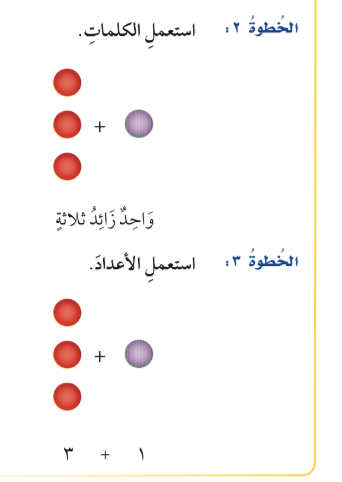 الخُطوةُ ٢ : استعملِ الكلماتِ.
+
وَاحِدٌ زَائِدُ ثلاثةٍ
الخُطوةُ ٣ : استعملِ الأعدادَ.
+
١ + ٣